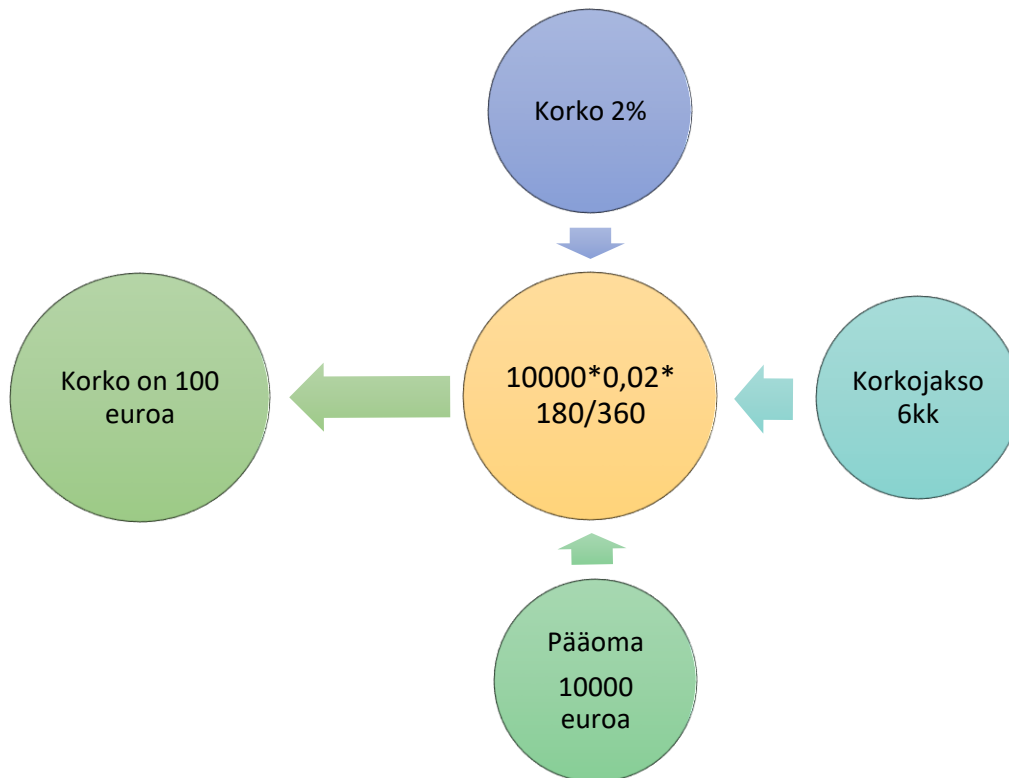 Korko 2%
Korko on 100
euroa
10000*0,02*
180/360
Korkojakso
6kk
Pääoma
10000
euroa